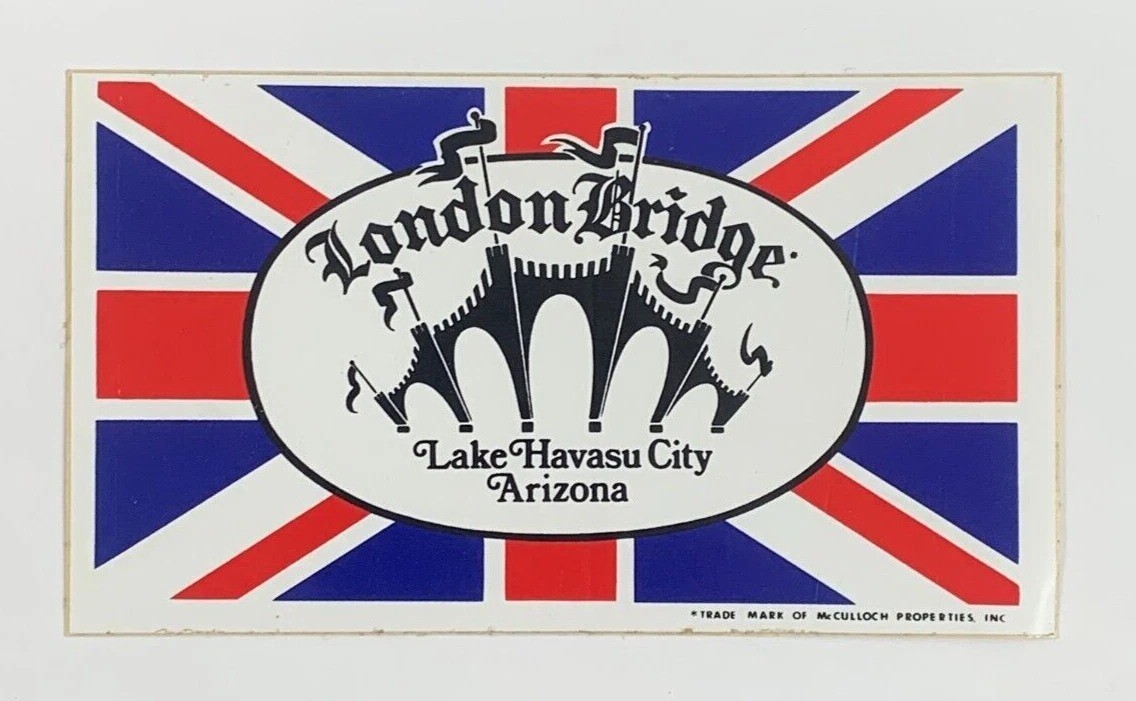 London Bridge*
Lake Havasu City
Arizona
*TRADE MARK OF McCULLOCH PROPERTIES, INC